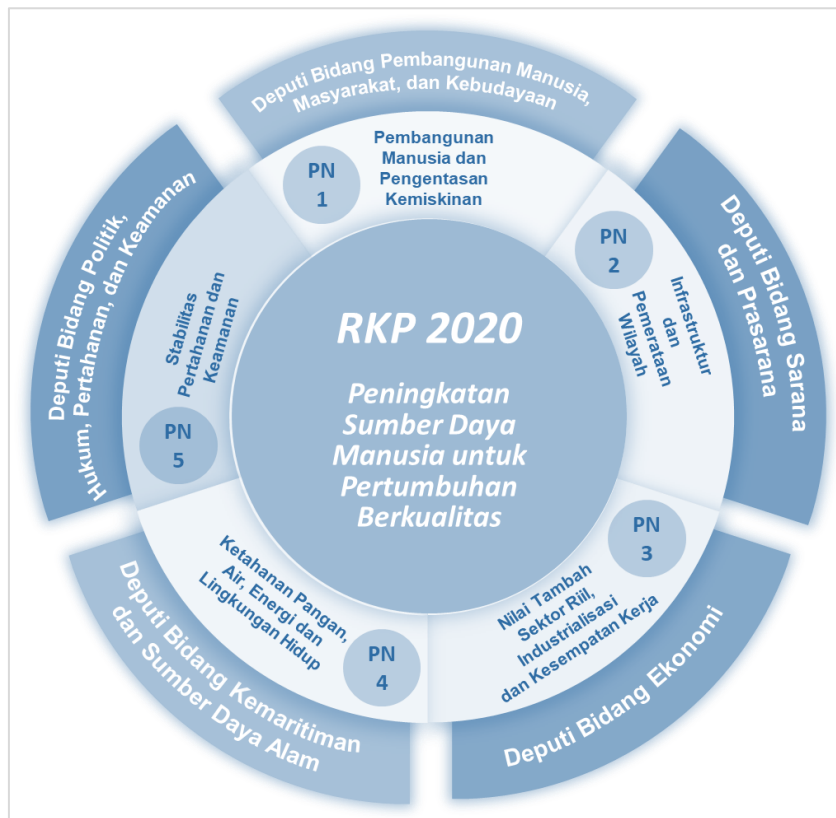 RKP 2020
Peningkatan
Sumber Daya
Manusia untuk
Pertumbuhan
Berkualitas
Deputi Bidang Pembangunan Manusia,
Masyarakat, dan Kebudayaan
PN
1
Pembangunan
Manusia dan
Pengentasan
Kemiskinan
Deputi Bidang Sarana
dan Prasarana
PN
2
Infrastruktur
dan
Pemerataan
Wilayah
Deputi Bidang Ekonomi
PN
3
Nilai Tambah
Sektor Riil,
Industrialisasi
dan Kesempatan Kerja
Deputi Bidang Kemaritiman
dan Sumber Daya Alam
PN
4
Ketahanan Pangan,
Air, Energi dan
Lingkungan Hidup
Deputi Bidang Politik,
Hukum, Pertahanan, dan Keamanan
PN
5
Stabilitas
Pertahanan dan
Keamanan